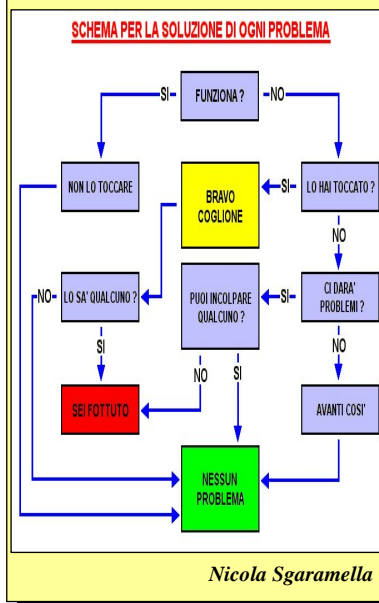 SCHEMA PER LA SOLUZIONE DI OGNI PROBLEMA
FUNZIONA ?
SI
NO
NON LO TOCCARE
BRAVO
COGLIONE
SI
LO HAI TOCCATO ?
NO
NO
LO SA' QUALCUNO ?
PUOI INCOLPARE
QUALCUNO ?
SI
CI DARA'
PROBLEMI ?
SI
NO
SI
NO
SEI FOTTUTO
AVANTI COSI'
NESSUN
PROBLEMA
Nicola Sgaramella